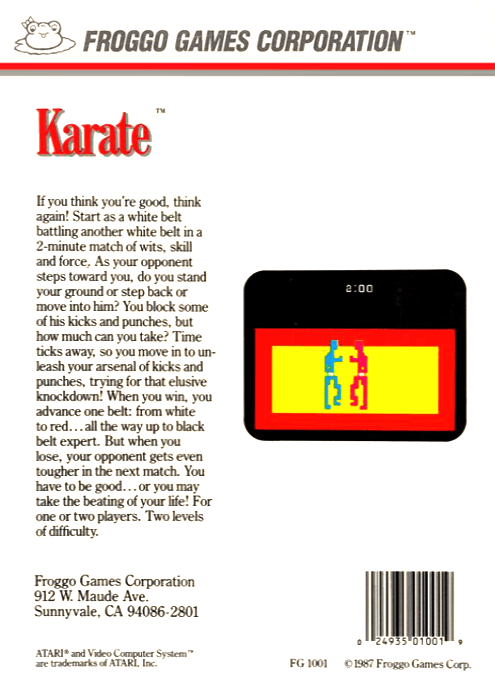 FROGGO GAMES CORPORATION™
Karate™
If you think you're good, think
again! Start as a white belt
battling another white belt in a
2-minute match of wits, skill
and force. As your opponent
steps toward you, do you stand
your ground or step back or
move into him? You block some
of his kicks and punches, but
how much can you take? Time
ticks away, so you move in to un-
leash your arsenal of kicks and
punches, trying for that elusive
knockdown! When you win, you
advance one belt: from white
to red...all the way up to black
belt expert. But when you
lose, your opponent gets even
tougher in the next match. You
have to be good...or you may
take the beating of your life! For
one or two players. Two levels
of difficulty.
2:00
Froggo Games Corporation
912 W. Maude Ave.
Sunnyvale, CA 94086-2801
0 24935 01001 9
ATARI® and Video Computer System™
are trademarks of ATARI, Inc.
FG 1001 ©1987 Froggo Games Corp.